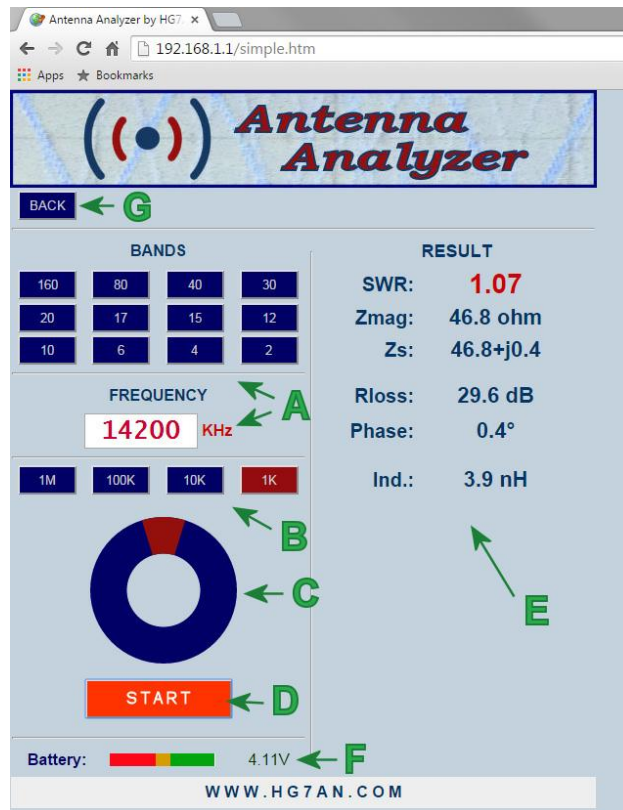 Antenna Analyzer by HG7
192.168.1.1/simple.htm
Apps Bookmarks
Antenna
Analyzer
BACK G
BANDS
160 80 40 30
20 17 15 12
10 6 4 2
FREQUENCY A
14200 KHz
1M 100K 10K 1K
B
C
START D
Battery: 4.11V F
RESULT
SWR: 1.07
Zmag: 46.8 ohm
Zs: 46.8+j0.4
Rloss: 29.6 dB
Phase: 0.4°
Ind.: 3.9 nH
E
WWW.HG7AN.COM